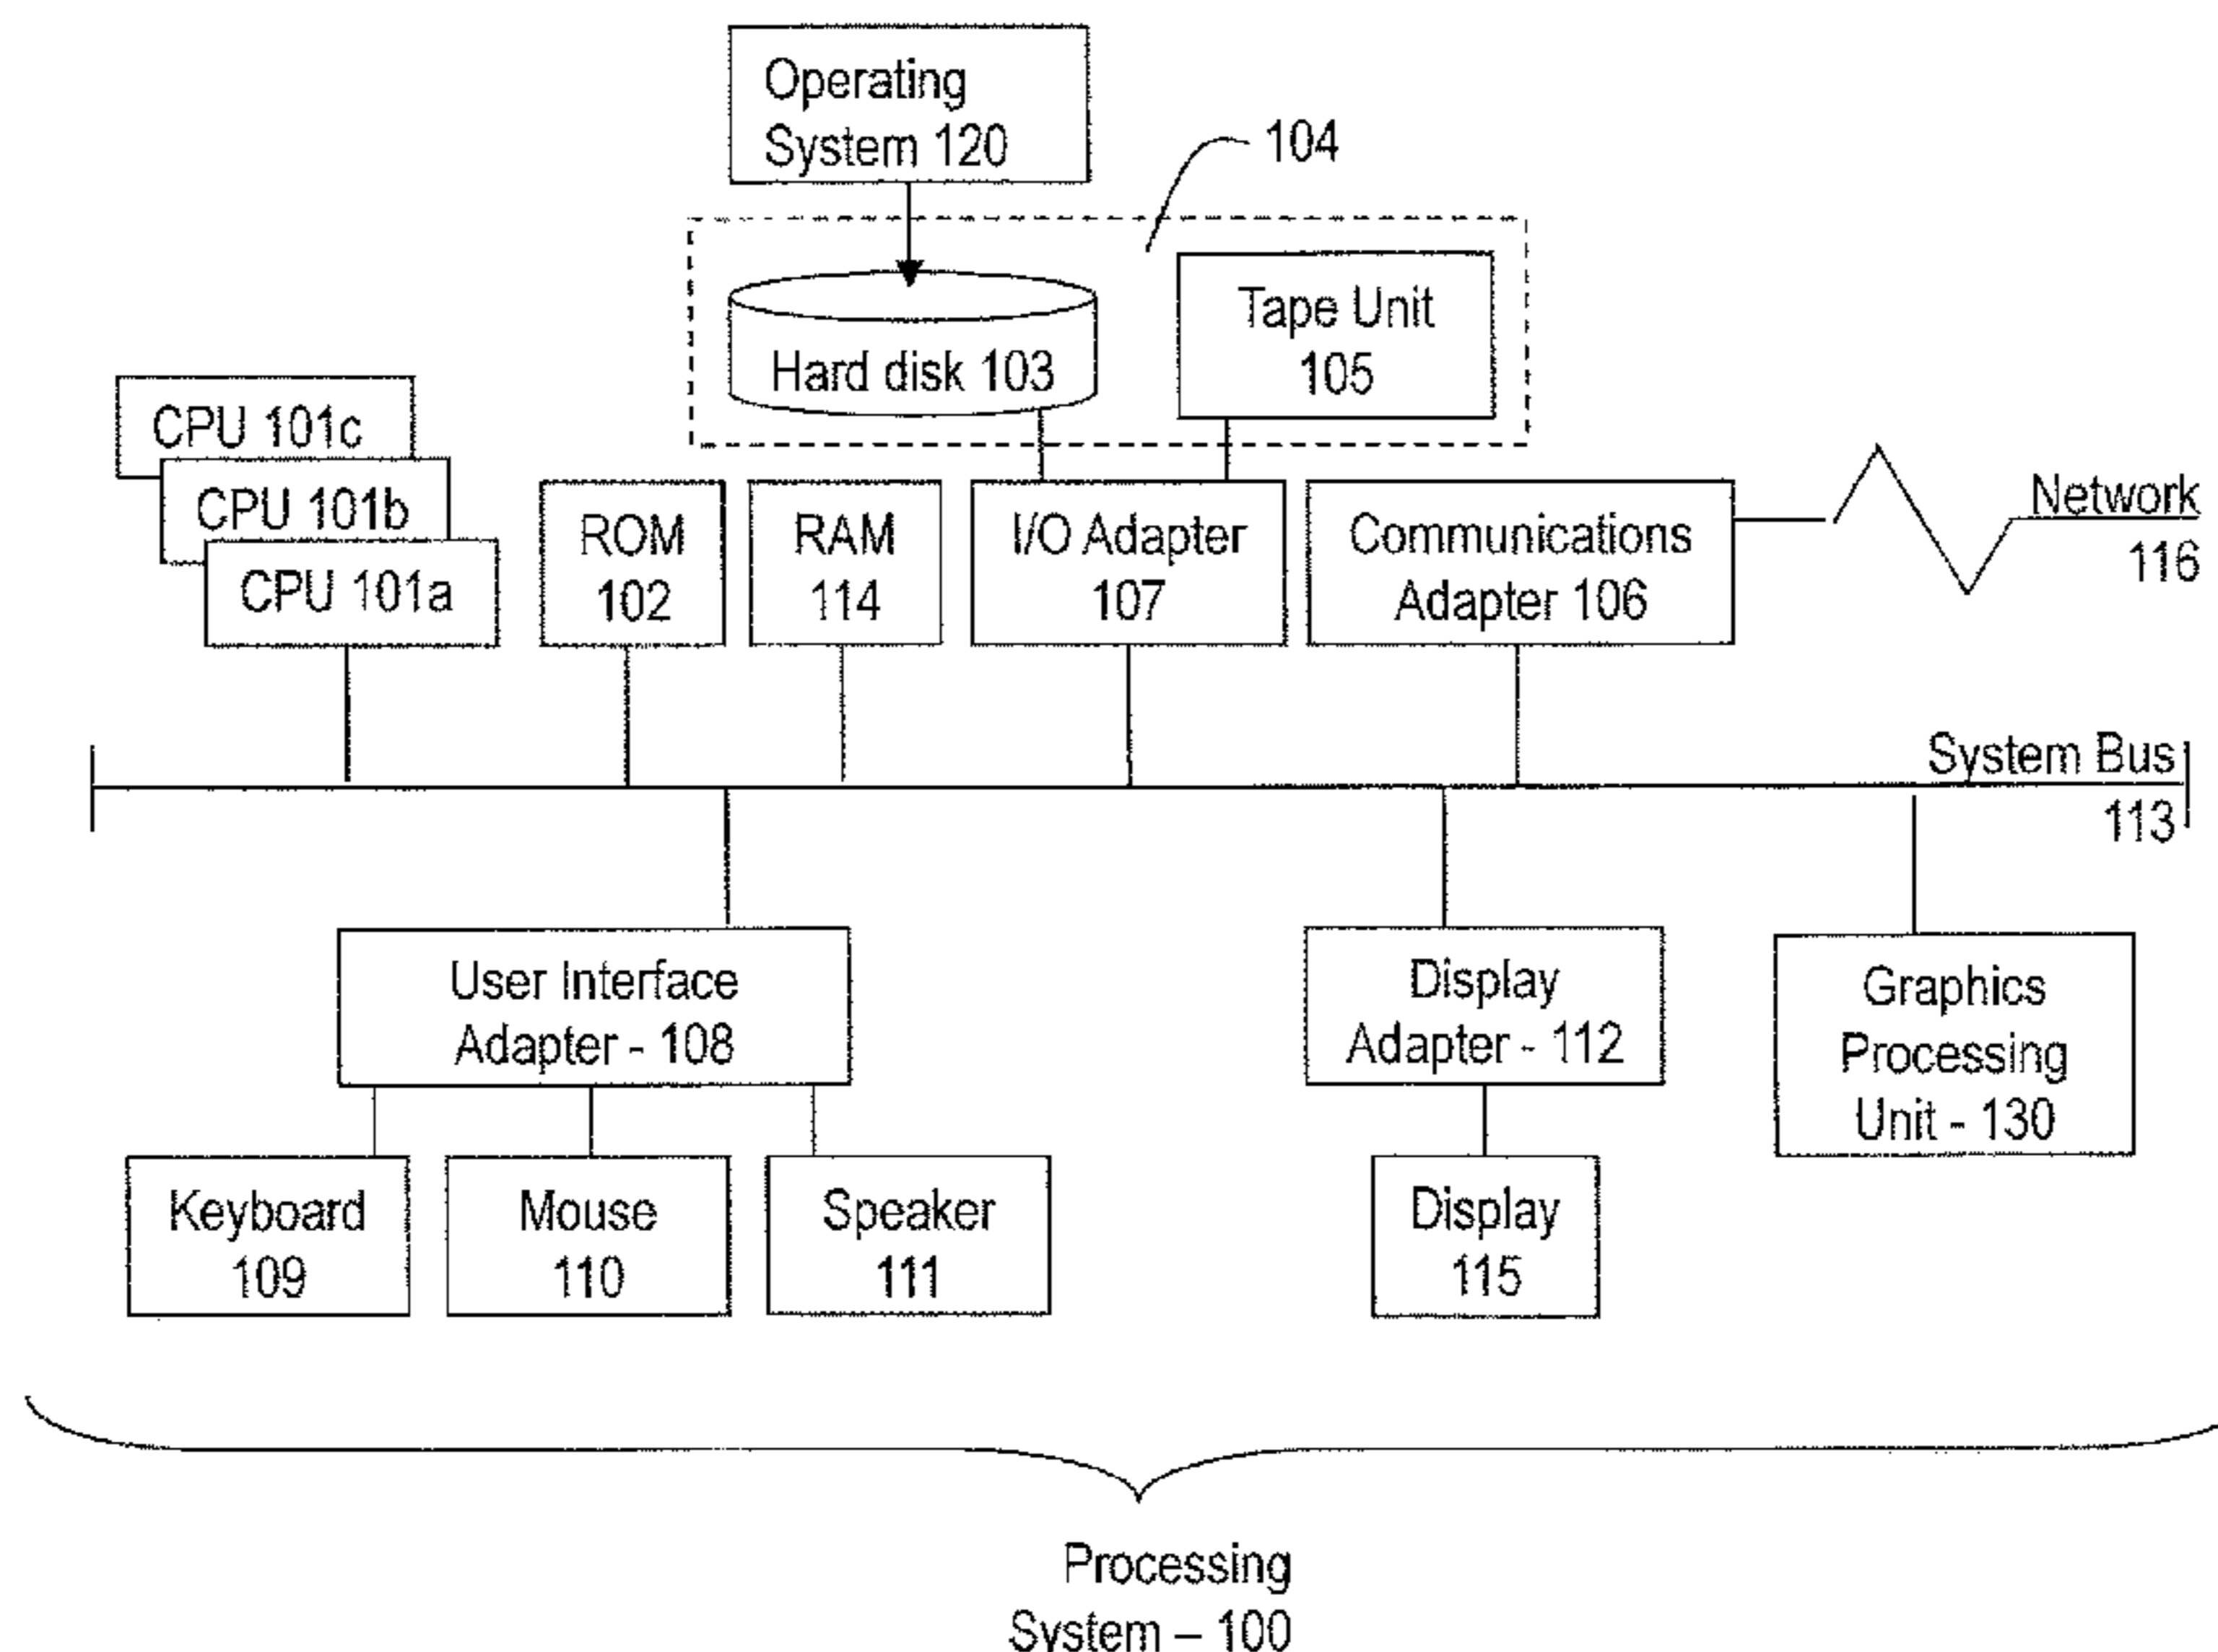 Operating
System 120
104
Hard disk 103
Tape Unit
105
CPU 101c
CPU 101b
CPU 101a
ROM
102
RAM
114
I/O Adapter
107
Communications
Adapter 106
Network
116
System Bus
113
User Interface
Adapter - 108
Display
Adapter - 112
Graphics
Processing
Unit - 130
Keyboard
109
Mouse
110
Speaker
111
Display
115
Processing
System – 100